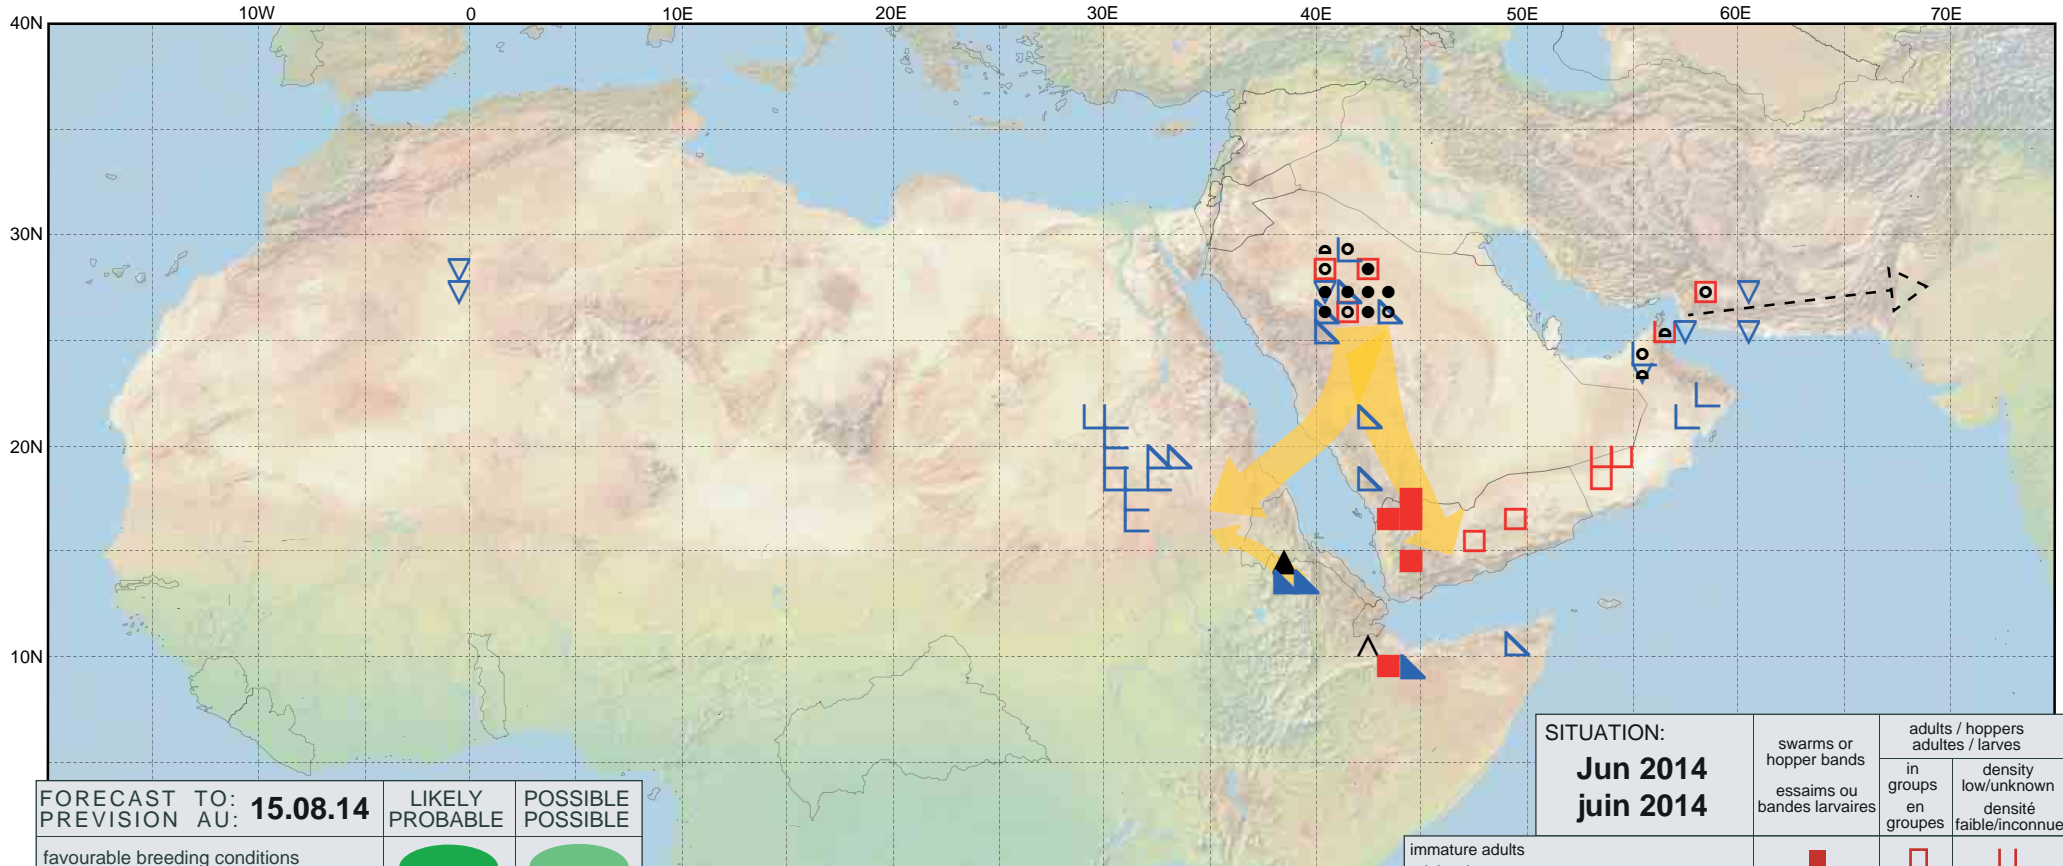 10W 0 10E 20E 30E 40E 50E 60E 70E
40N
30N
20N
10N
FORECAST TO:
PREVISION AU:
15.08.14
LIKELY
PROBABLE
POSSIBLE
POSSIBLE
favourable breeding conditions
SITUATION:
Jun 2014
juin 2014
swarms or
hopper bands
essaims ou
bandes larvaires
adults / hoppers
adultes / larves
in
groups
en
groupes
density
low/unknown
densité
faible/inconnue
immature adults